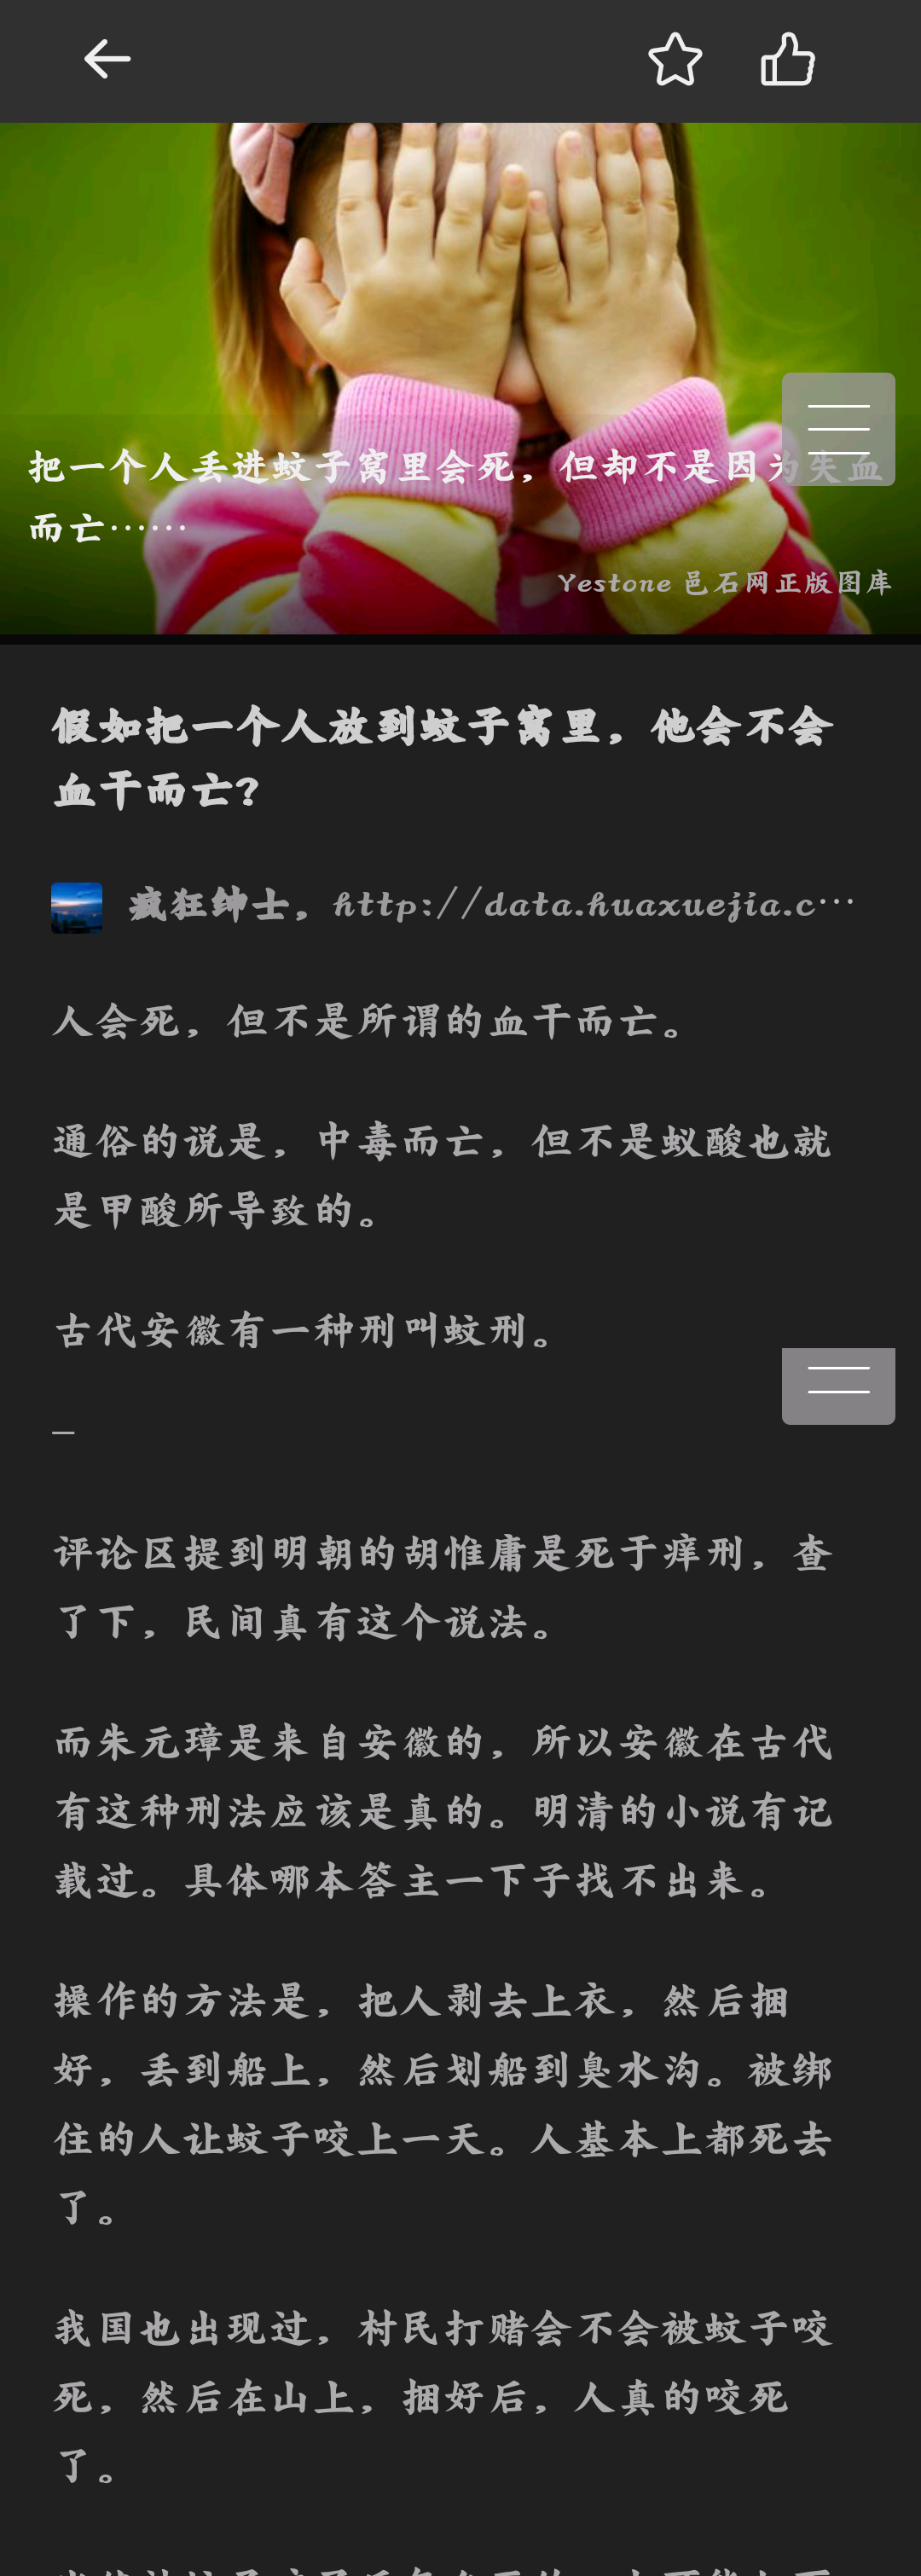 把一个人丢进蚊子窝里会死，但却不是因为失血
而亡……
Yestone 邑石网正版图库
假如把一个人放到蚊子窝里，他会不会
血干而亡？
疯狂绅士，http://data.huaxuejia.c…
人会死，但不是所谓的血干而亡。
通俗的说是，中毒而亡，但不是蚁酸也就
是甲酸所导致的。
古代安徽有一种刑叫蚊刑。
—
评论区提到明朝的胡惟庸是死于痒刑，查
了下，民间真有这个说法。
而朱元璋是来自安徽的，所以安徽在古代
有这种刑法应该是真的。明清的小说有记
载过。具体哪本答主一下子找不出来。
操作的方法是，把人剥去上衣，然后捆
好，丢到船上，然后划船到臭水沟。被绑
住的人让蚊子咬上一天。人基本上都死去
了。
我国也出现过，村民打赌会不会被蚊子咬
死，然后在山上，捆好后，人真的咬死
了。